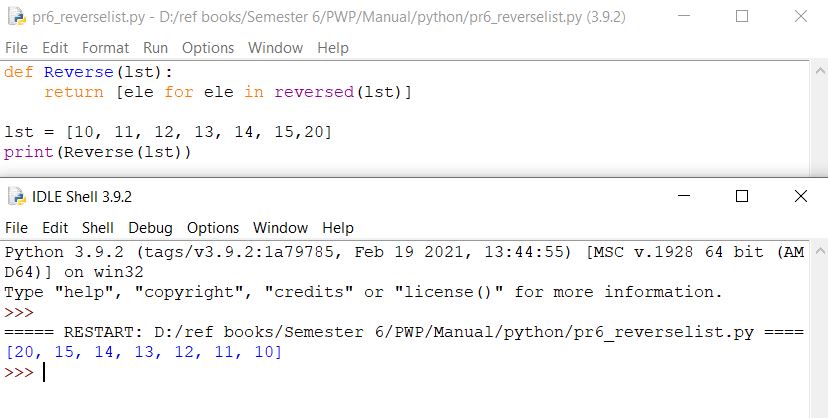 pr6_reverselist.py - D:/ref books/Semester 6/PWP/Manual/python/pr6_reverselist.py (3.9.2)
File Edit Format Run Options Window Help
def Reverse(lst):
    return [ele for ele in reversed(lst)]

lst = [10, 11, 12, 13, 14, 15,20]
print(Reverse(lst))
IDLE Shell 3.9.2
File Edit Shell Debug Options Window Help
Python 3.9.2 (tags/v3.9.2:1a79785, Feb 19 2021, 13:44:55) [MSC v.1928 64 bit (AM
D64)] on win32
Type "help", "copyright", "credits" or "license()" for more information.
>>>
===== RESTART: D:/ref books/Semester 6/PWP/Manual/python/pr6_reverselist.py ====
[20, 15, 14, 13, 12, 11, 10]
>>>